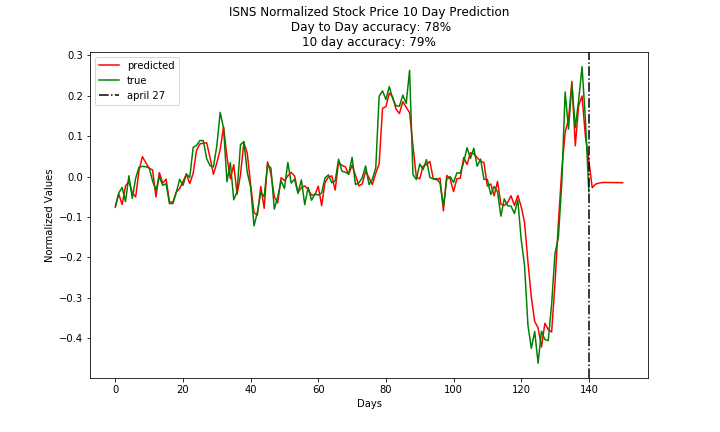 ISNS Normalized Stock Price 10 Day Prediction
Day to Day accuracy: 78%
10 day accuracy: 79%
predicted
true
april 27
0.3
0.2
0.1
0.0
−0.1
−0.2
−0.3
−0.4
Normalized Values
0 20 40 60 80 100 120 140
Days